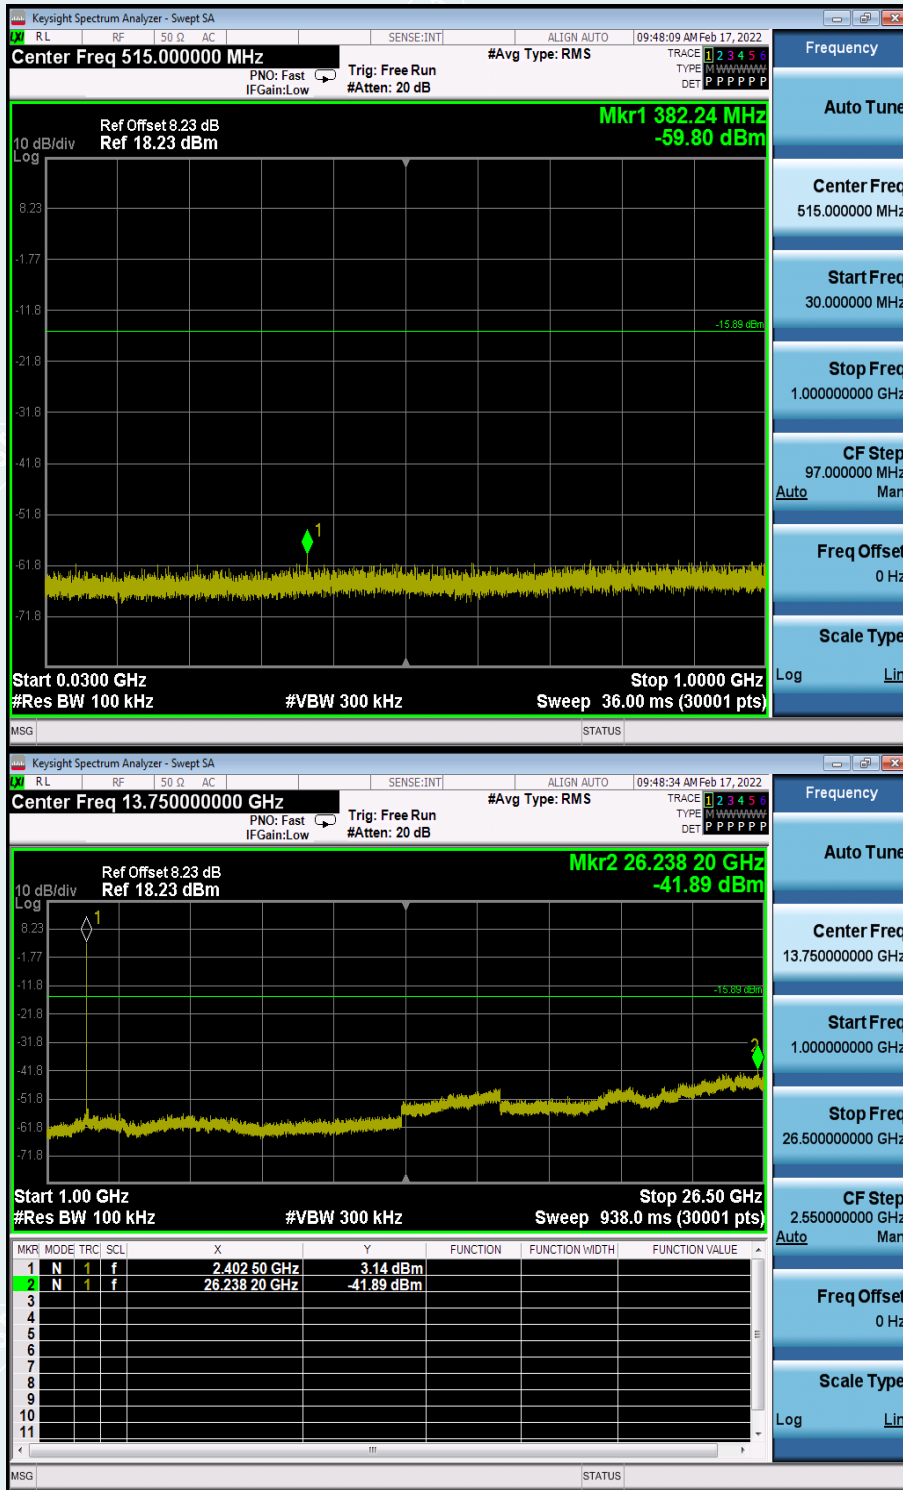 Keysight Spectrum Analyzer - Swept SA
LXI RL RF 50 Ω AC SENSE:INT ALIGN AUTO 09:48:09 AM Feb 17, 2022
Center Freq 515.000000 MHz
PNO: Fast
IFGain:Low
Trig: Free Run
#Atten: 20 dB
#Avg Type: RMS
TRACE 1 2 3 4 5 6
TYPE M WWWWW
DET P P P P P P
Mkr1 382.24 MHz
-59.80 dBm
Ref Offset 8.23 dB
10 dB/div Ref 18.23 dBm
Log
8.23
-1.77
-11.8
-15.89 dBm
-21.8
-31.8
-41.8
-51.8
1
-61.8
-71.8
Start 0.0300 GHz Stop 1.0000 GHz
#Res BW 100 kHz #VBW 300 kHz Sweep 36.00 ms (30001 pts)
MSG STATUS
Frequency
Auto Tune
Center Freq
515.000000 MHz
Start Freq
30.000000 MHz
Stop Freq
1.000000000 GHz
CF Step
97.000000 MHz
Auto Man
Freq Offset
0 Hz
Scale Type
Log Lin
Keysight Spectrum Analyzer - Swept SA
LXI RL RF 50 Ω AC SENSE:INT ALIGN AUTO 09:48:34 AM Feb 17, 2022
Center Freq 13.750000000 GHz
PNO: Fast
IFGain:Low
Trig: Free Run
#Atten: 20 dB
#Avg Type: RMS
TRACE 1 2 3 4 5 6
TYPE M WWWWW
DET P P P P P P
Mkr2 26.238 20 GHz
-41.89 dBm
Ref Offset 8.23 dB
10 dB/div Ref 18.23 dBm
Log
1
8.23
-1.77
-11.8
-15.89 dBm
-21.8
-31.8
2
-41.8
-51.8
-61.8
-71.8
Start 1.00 GHz Stop 26.50 GHz
#Res BW 100 kHz #VBW 300 kHz Sweep 938.0 ms (30001 pts)
MKR MODE TRC SCL X Y FUNCTION FUNCTION WIDTH FUNCTION VALUE
1 N 1 f 2.402 50 GHz 3.14 dBm
2 N 1 f 26.238 20 GHz -41.89 dBm
3
4
5
6
7
8
9
10
11
MSG STATUS
Frequency
Auto Tune
Center Freq
13.750000000 GHz
Start Freq
1.000000000 GHz
Stop Freq
26.500000000 GHz
CF Step
2.550000000 GHz
Auto Man
Freq Offset
0 Hz
Scale Type
Log Lin